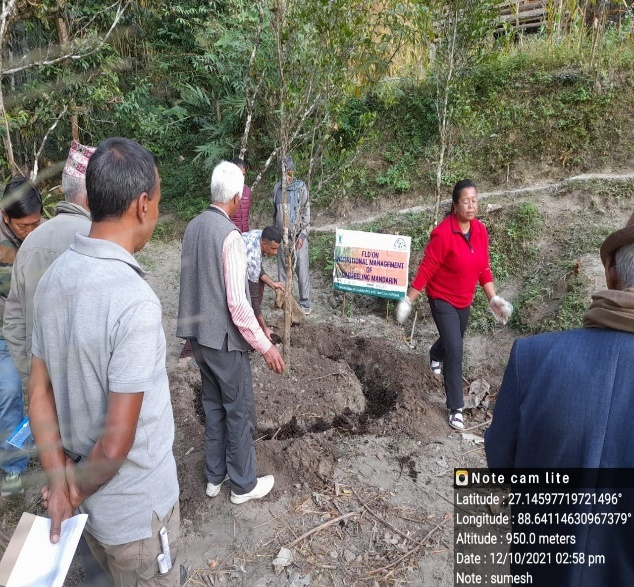 FLD ON
NUTRITIONAL MANAGEMENT
OF
DARJEELING MANDARIN
Note cam lite
Latitude : 27.14597719721496°
Longitude : 88.64114630967379°
Altitude : 950.0 meters
Date : 12/10/2021 02:58 pm
Note : sumesh